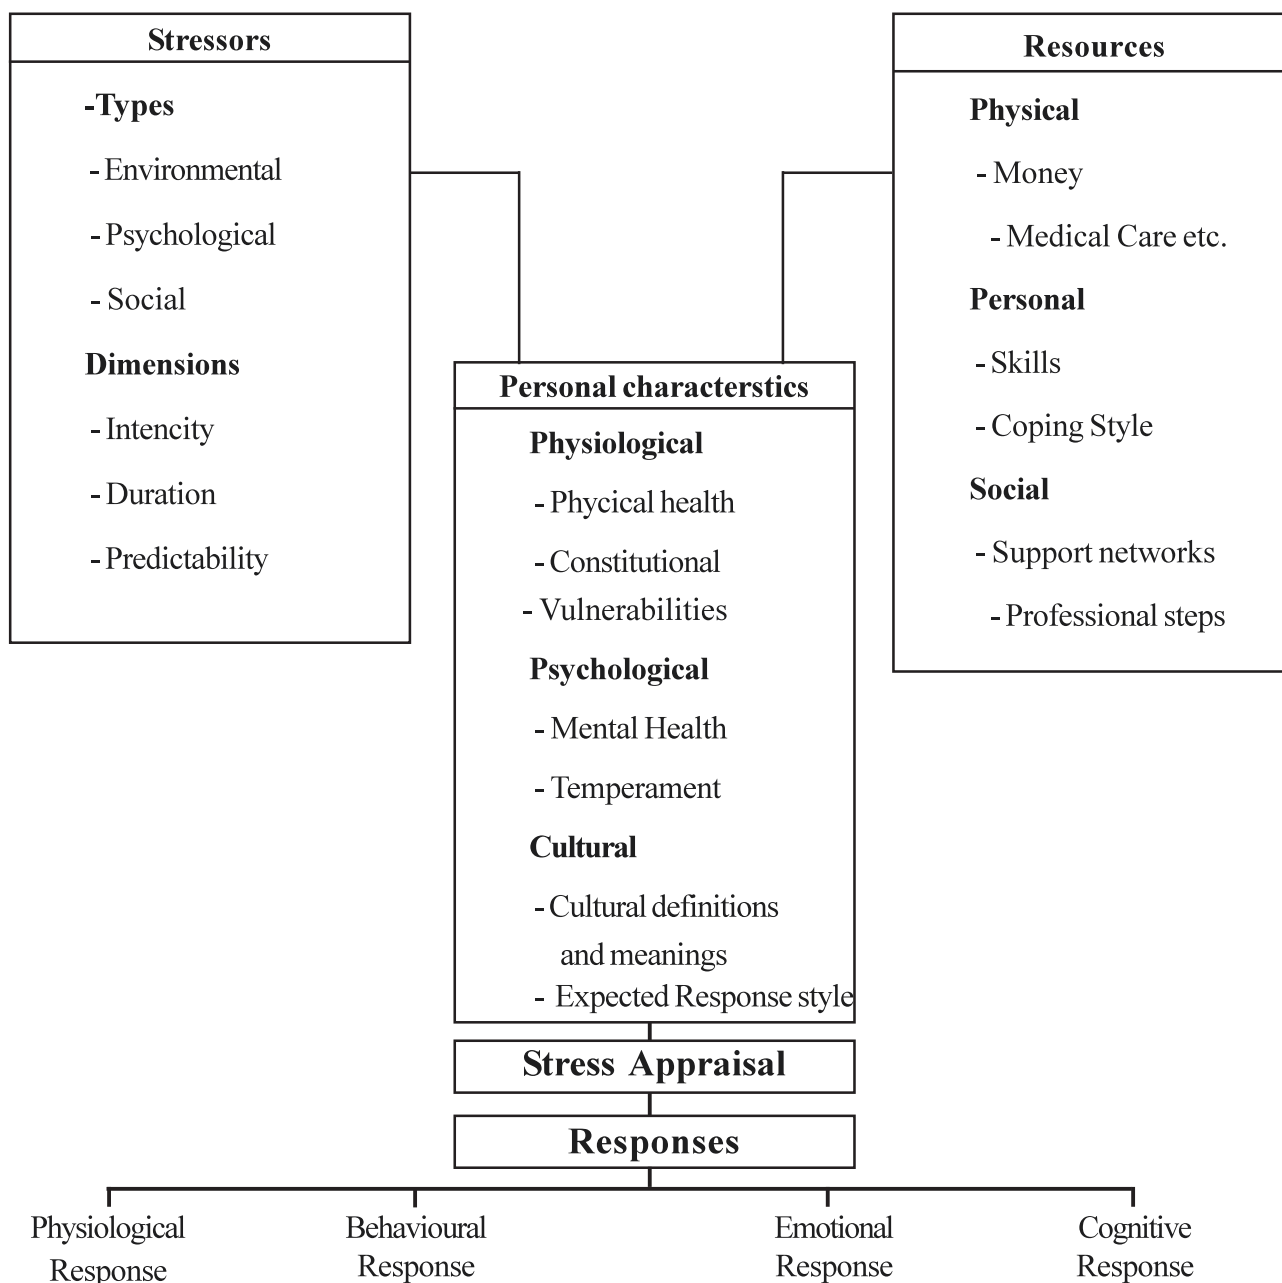 Stressors
-Types
- Environmental
- Psychological
- Social
Dimensions
- Intencity
- Duration
- Predictability
Resources
Physical
- Money
- Medical Care etc.
Personal
- Skills
- Coping Style
Social
- Support networks
- Professional steps
Personal characterstics
Physiological
- Phycical health
- Constitutional
- Vulnerabilities
Psychological
- Mental Health
- Temperament
Cultural
- Cultural definitions
and meanings
- Expected Response style
Stress Appraisal
Responses
Physiological
Response
Behavioural
Response
Emotional
Response
Cognitive
Response